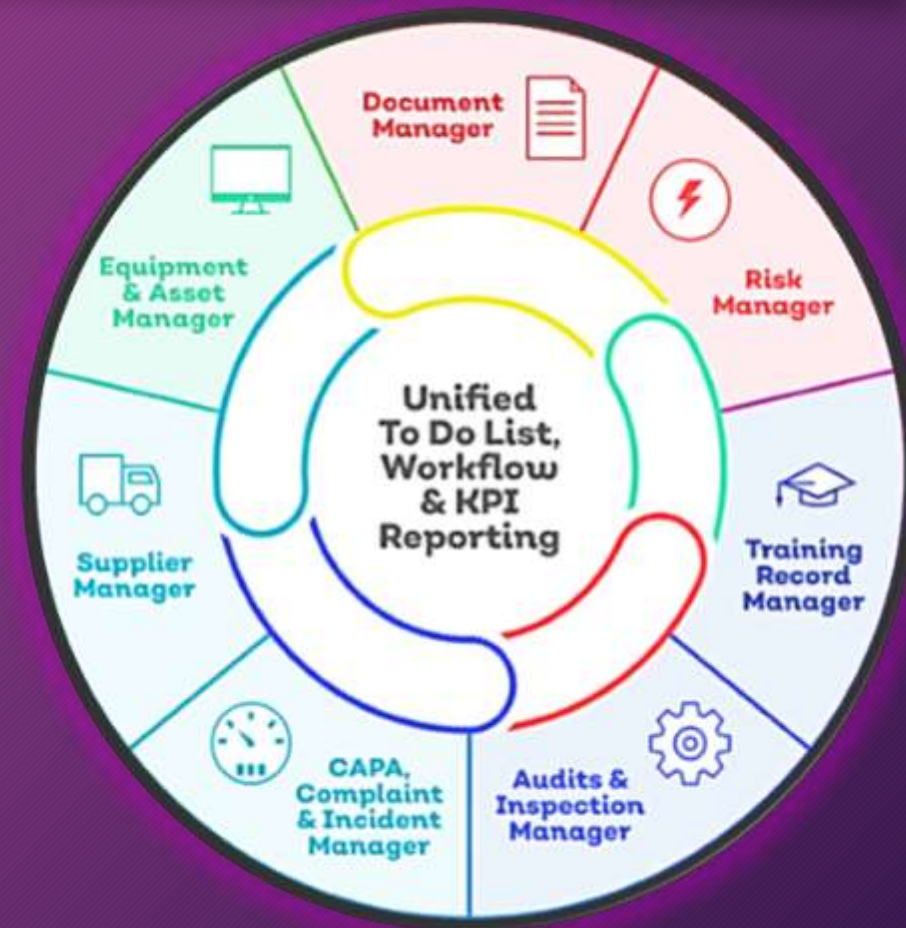 Document
Manager
Risk
Manager
Training
Record
Manager
Audits &
Inspection
Manager
CAPA,
Complaint
& Incident
Manager
Supplier
Manager
Equipment
& Asset
Manager
Unified
To Do List,
Workflow
& KPI
Reporting